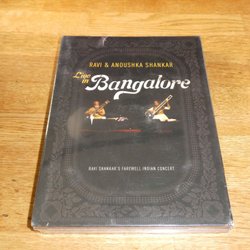 RAVI & ANOUSHKA SHANKAR
Live in
Bangalore
RAVI SHANKAR'S FAREWELL INDIAN CONCERT